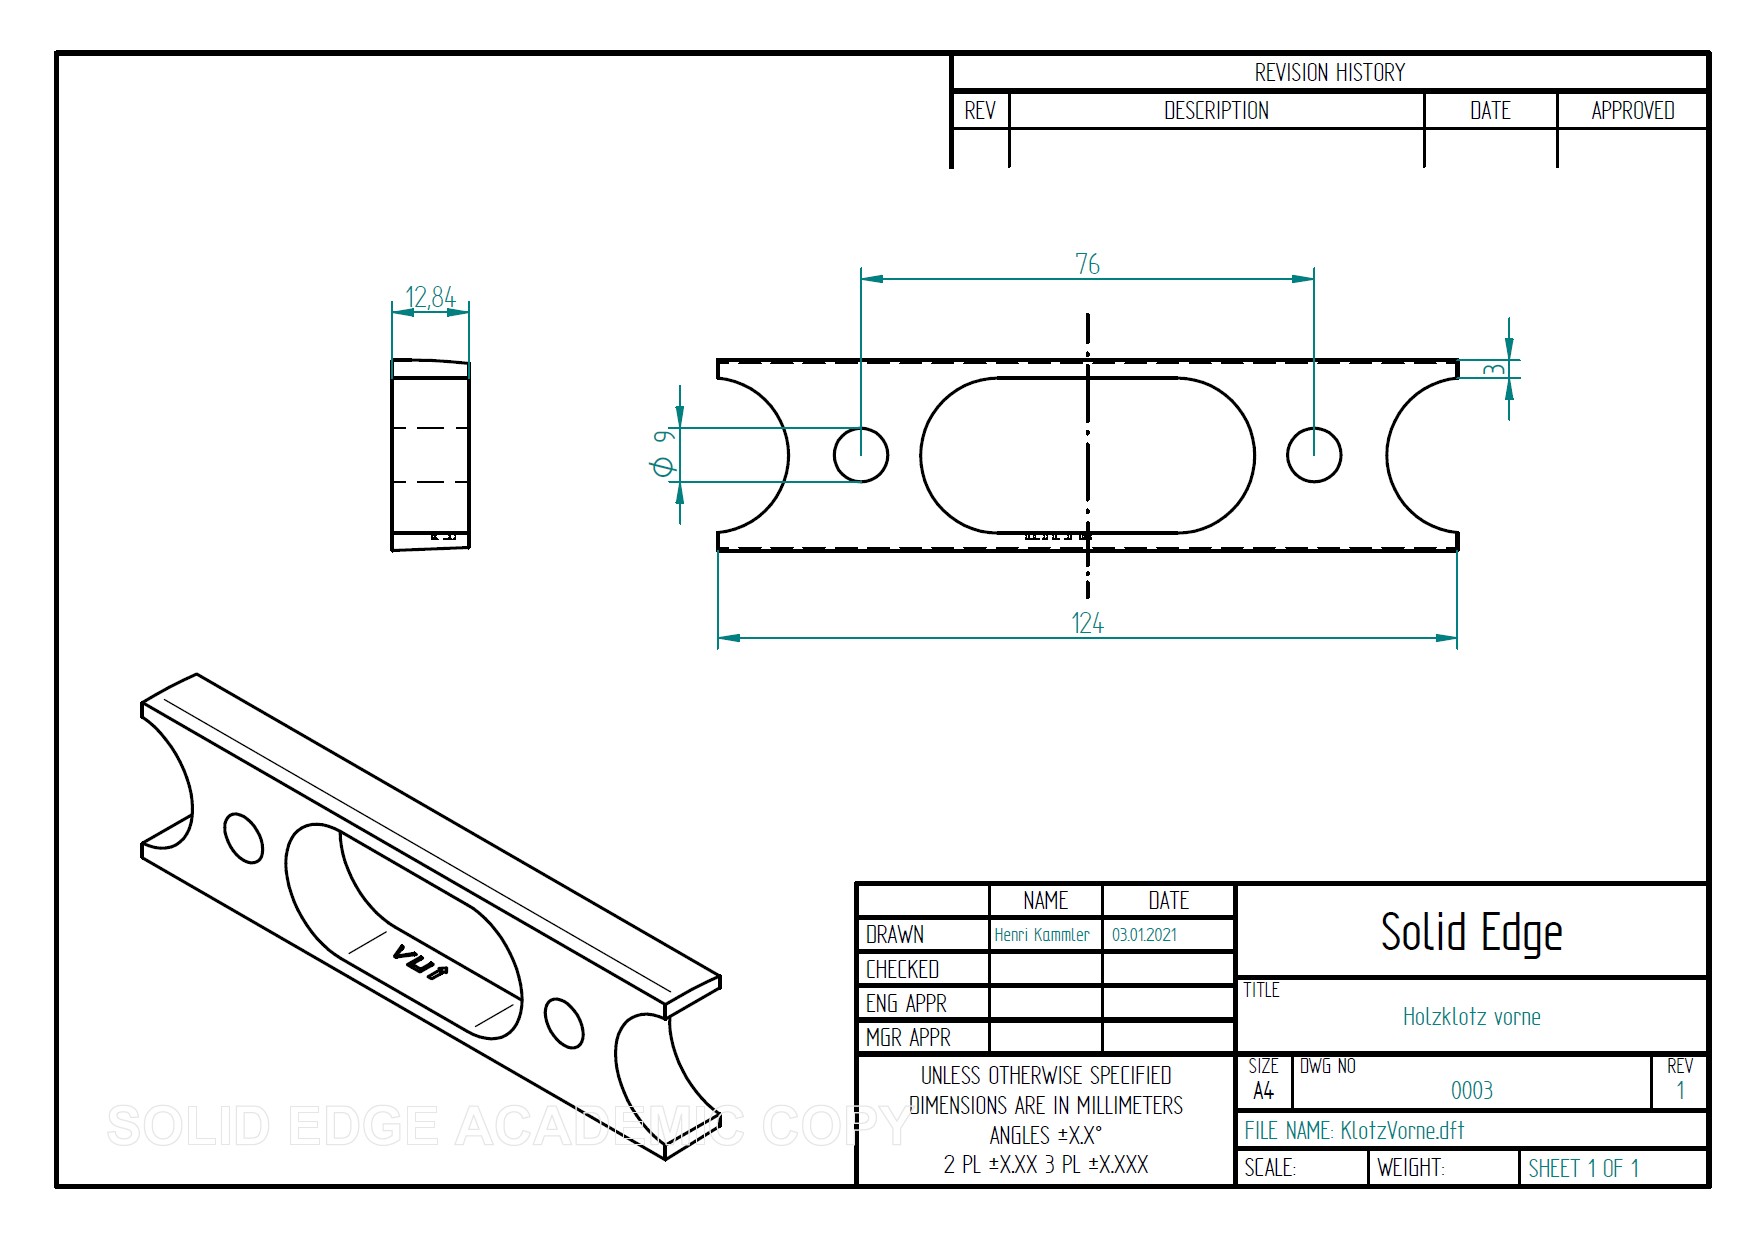 REVISION HISTORY
REV DESCRIPTION DATE APPROVED
76
12,84
3
Φ 9
124
VU
NAME DATE
DRAWN Henri Kammler 03.01.2021
CHECKED
ENG APPR
MGR APPR
Solid Edge
TITLE
Holzklotz vorne
UNLESS OTHERWISE SPECIFIED
DIMENSIONS ARE IN MILLIMETERS
ANGLES ±X.X°
2 PL ±X.XX 3 PL ±X.XXX
SIZE DWG NO REV
A4 0003 1
FILE NAME: KlotzVorne.dft
SCALE: WEIGHT: SHEET 1 OF 1
SOLID EDGE ACADEMIC COPY